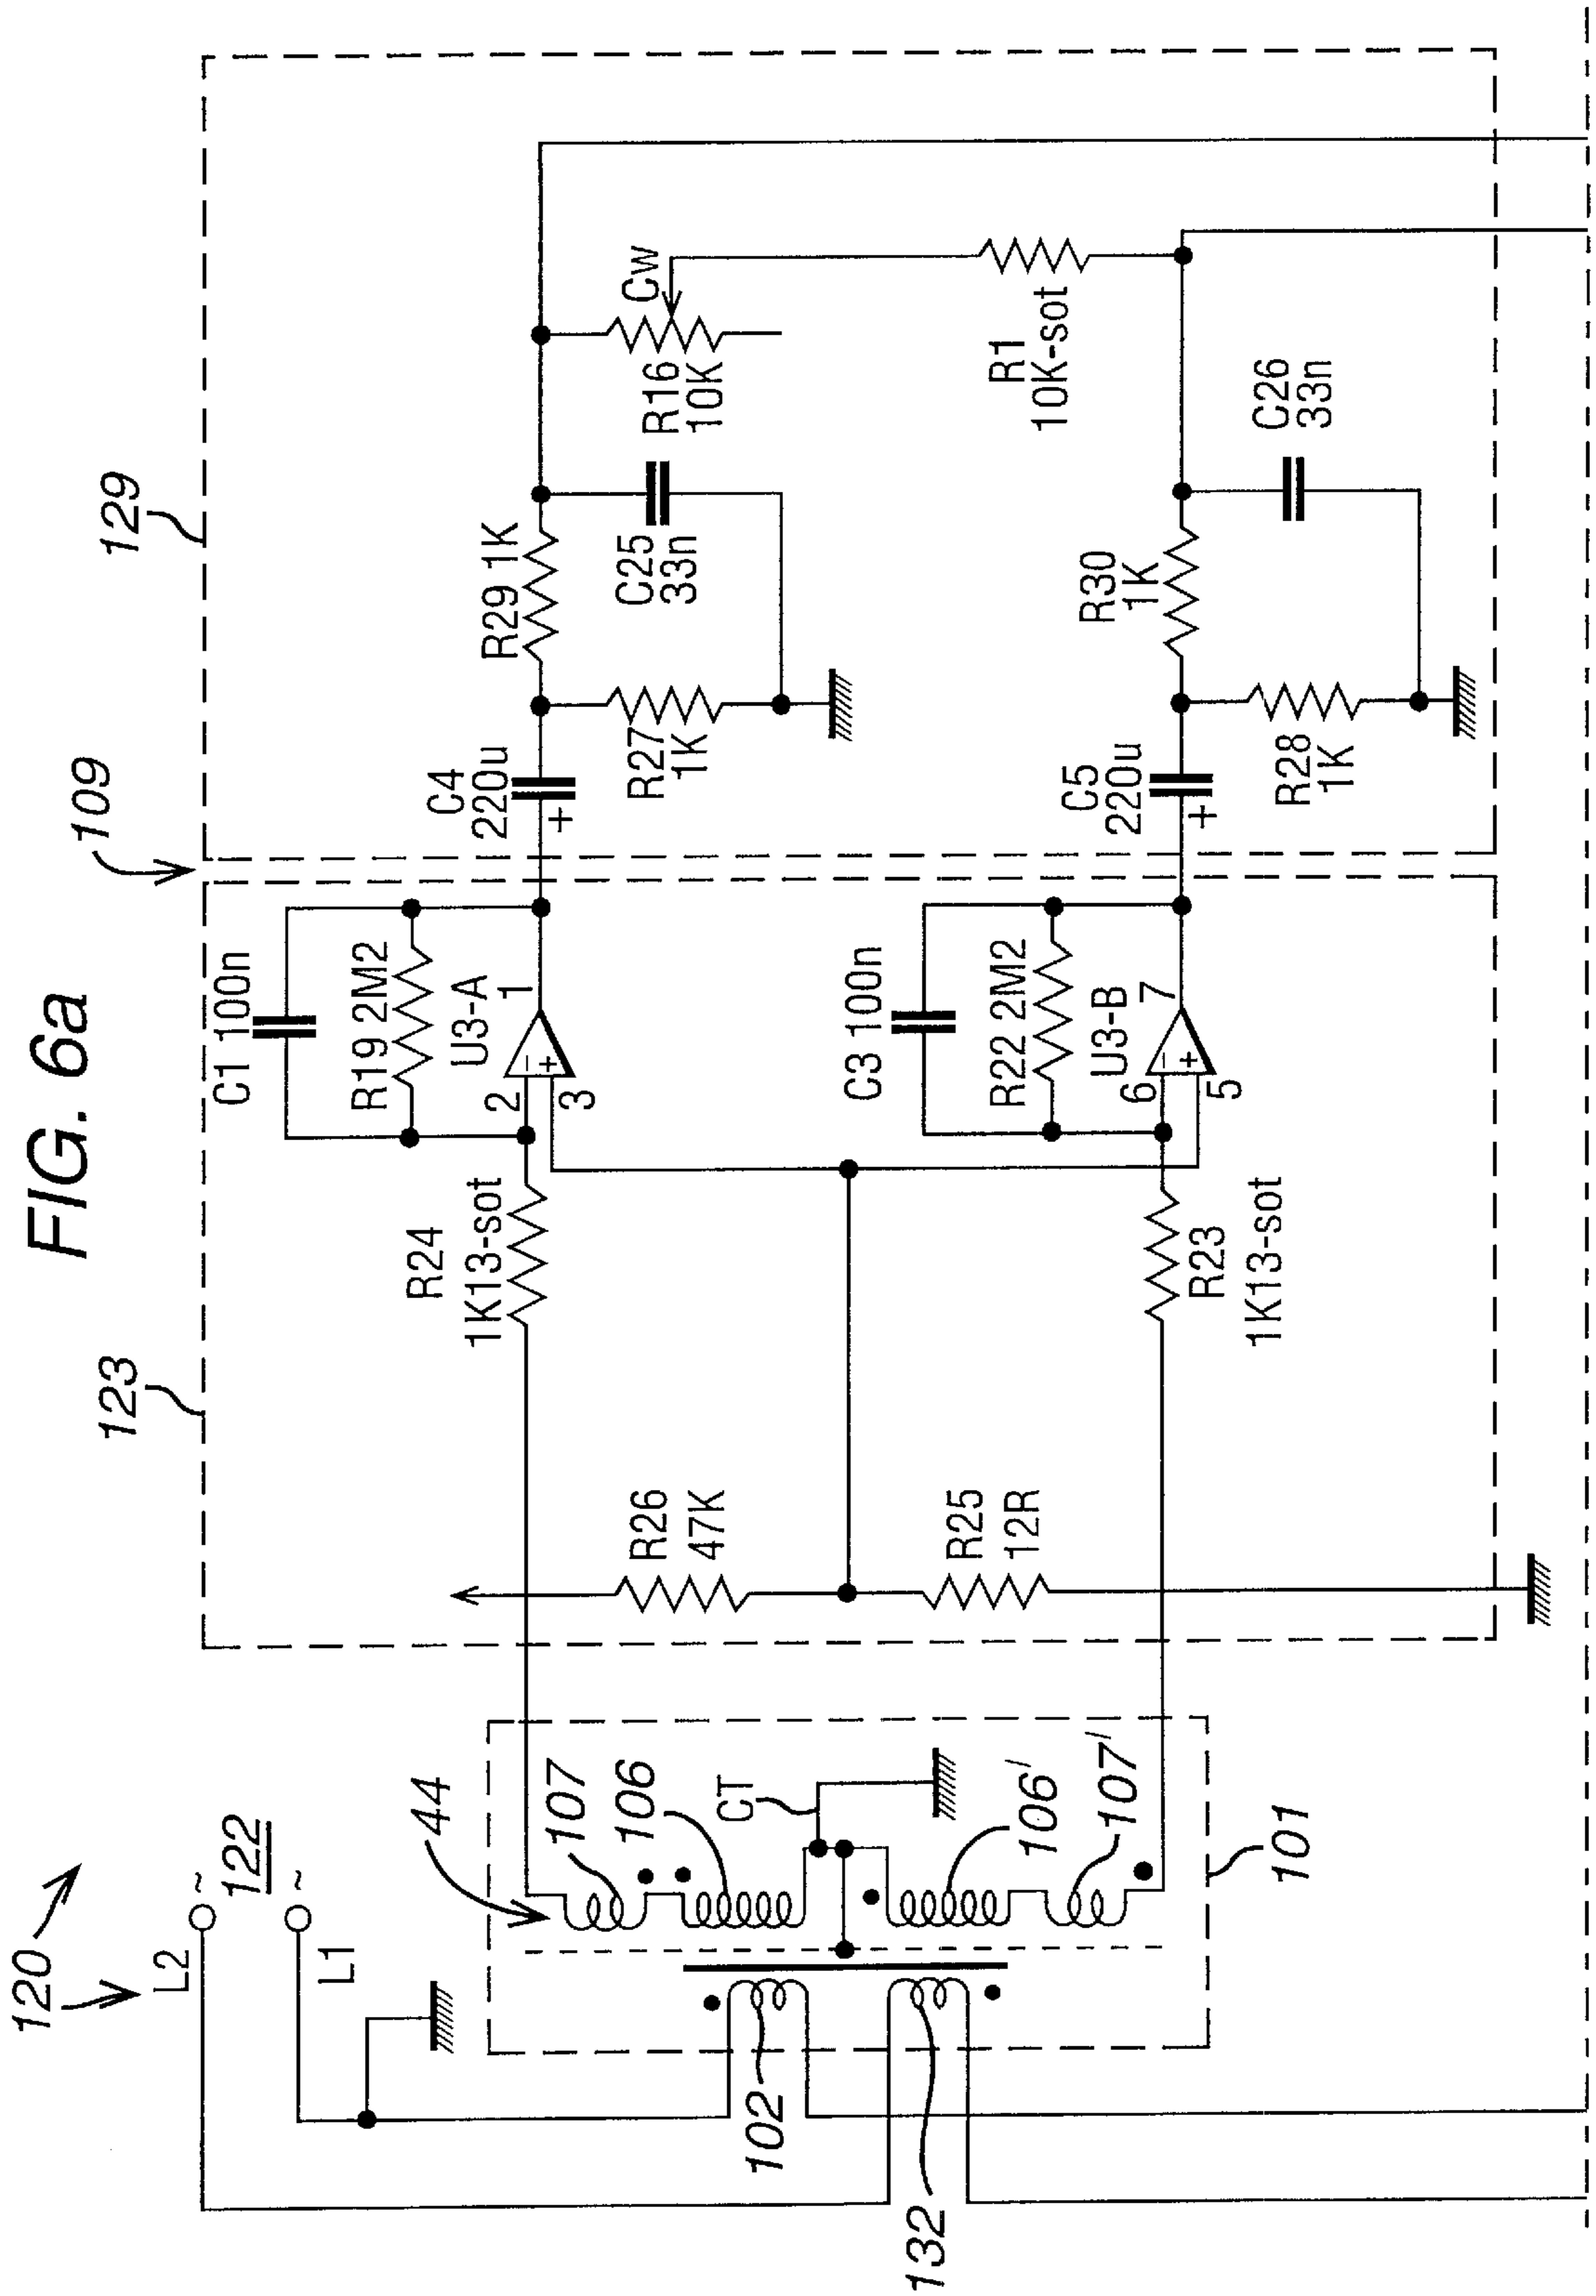 FIG. 6a
120
109
123
129
L2
~
122
~
L1
44
107
106
CT
106'
107'
101
102
132
R26
47K
R25
12R
R24
1K13-sot
R23
1K13-sot
C1 100n
R19 2M2
U3-A
2
3
1
−
+
C3 100n
R22 2M2
U3-B
6
5
7
−
+
C4
220u
+
R27
1K
R29 1K
C25
33n
R16
10K
CW
R1
10K-sot
C5
220u
+
R28
1K
R30
1K
C26
33n